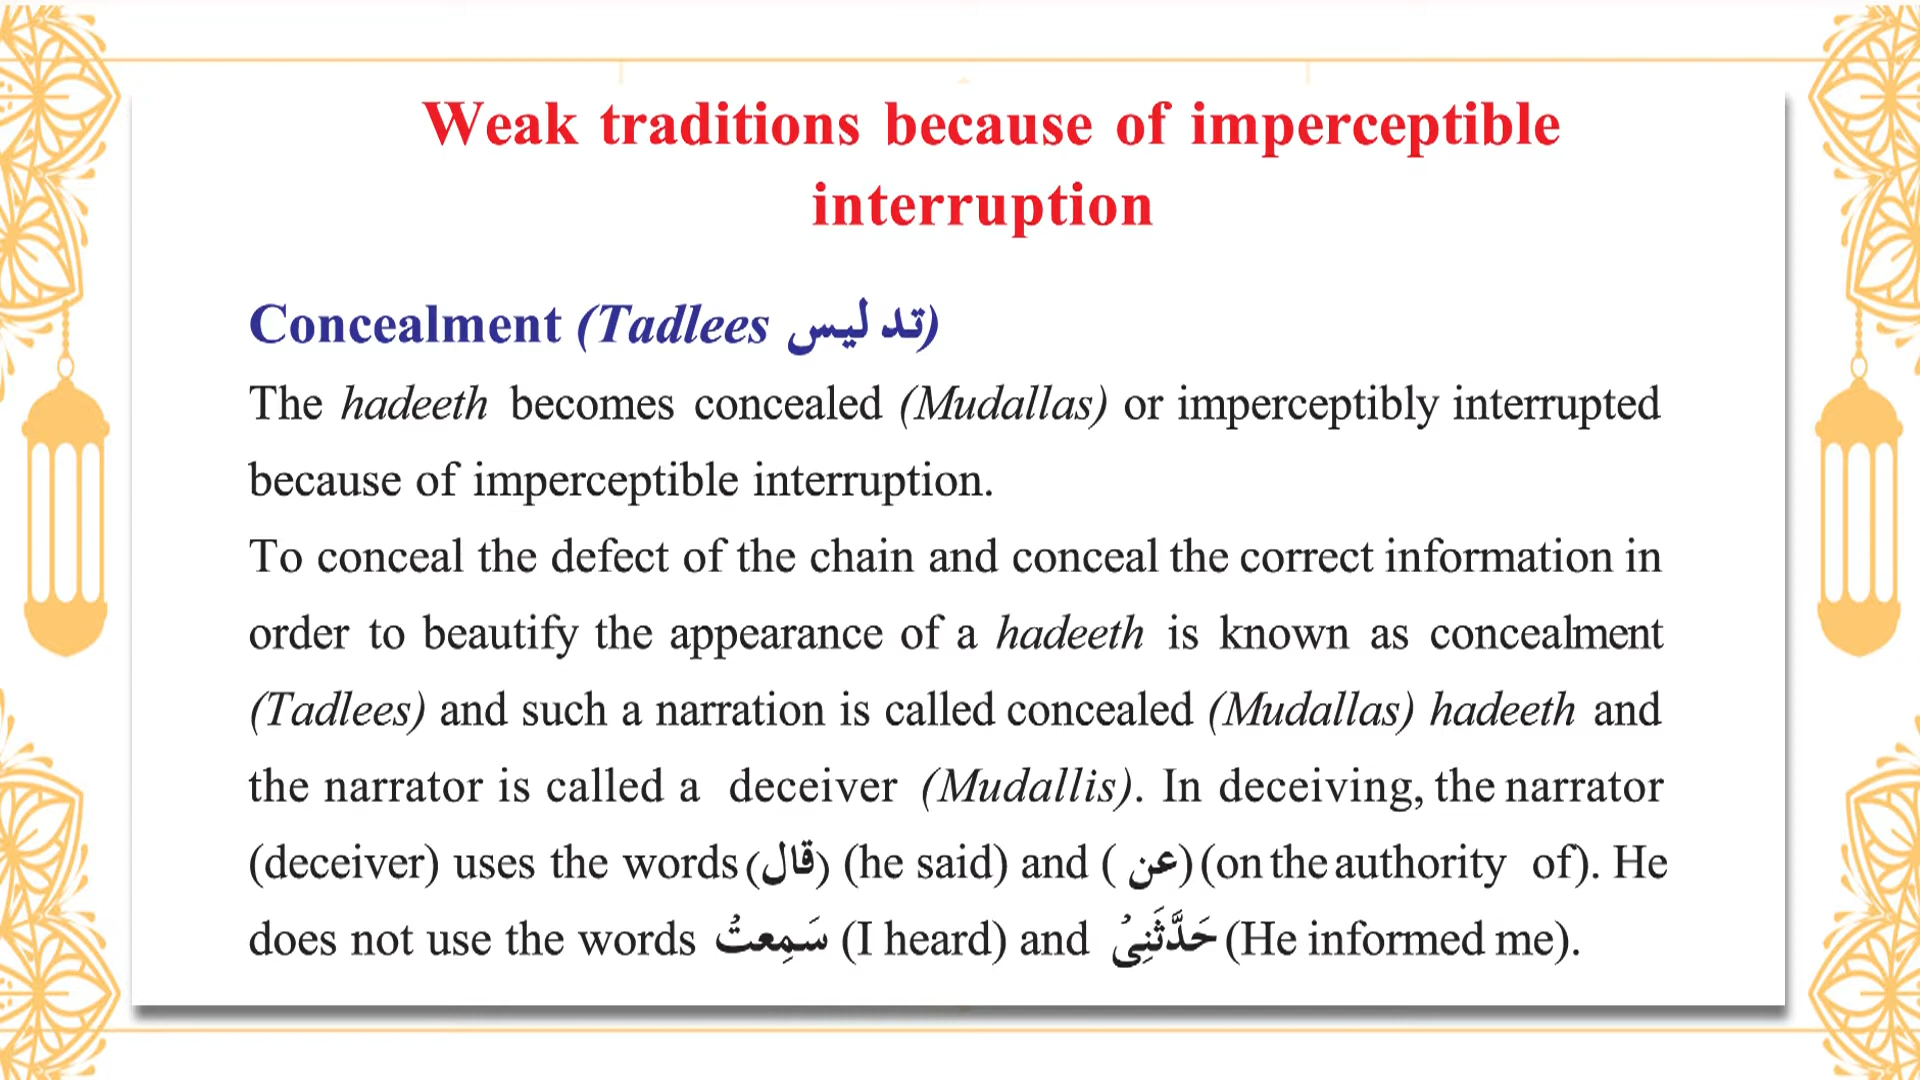 Weak traditions because of imperceptible
interruption
Concealment (Tadlees تد ليس)
The hadeeth becomes concealed (Mudallas) or imperceptibly interrupted
because of imperceptible interruption.
To conceal the defect of the chain and conceal the correct information in
order to beautify the appearance of a hadeeth is known as concealment
(Tadlees) and such a narration is called concealed (Mudallas) hadeeth and
the narrator is called a deceiver (Mudallis). In deceiving, the narrator
(deceiver) uses the words (قال) (he said) and ( عن) (on the authority of). He
does not use the words سَمِعتُ (I heard) and حَدَّثَنِیُ (He informed me).